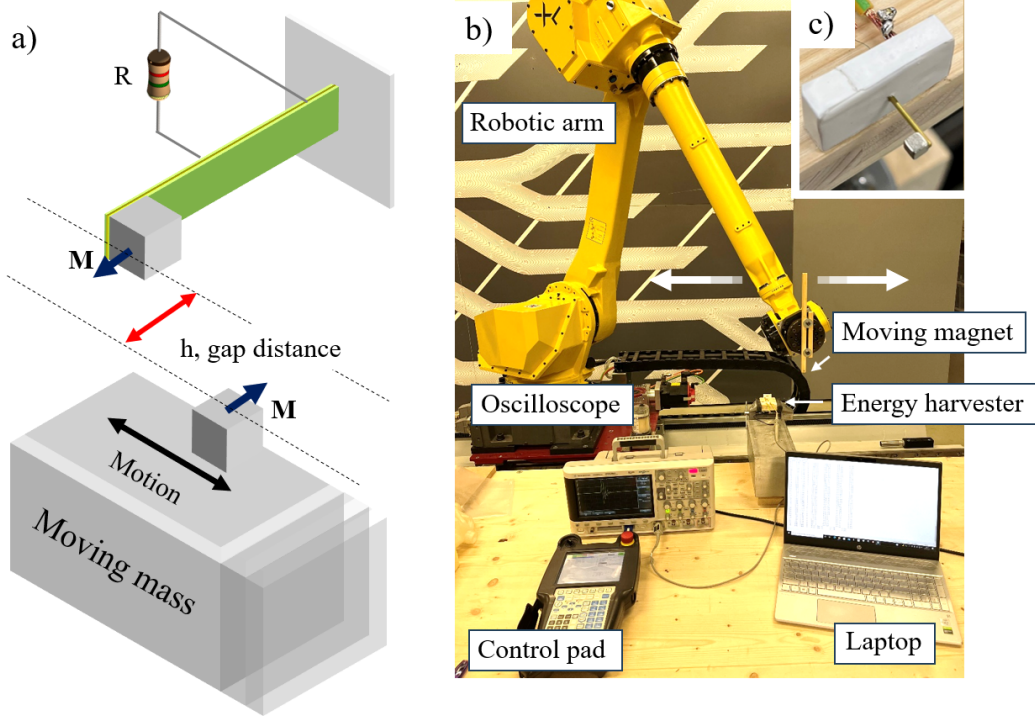 a)
R
M
h, gap distance
M
Motion
Moving mass
b)
c)
Robotic arm
Moving magnet
Energy harvester
Oscilloscope
Control pad
Laptop